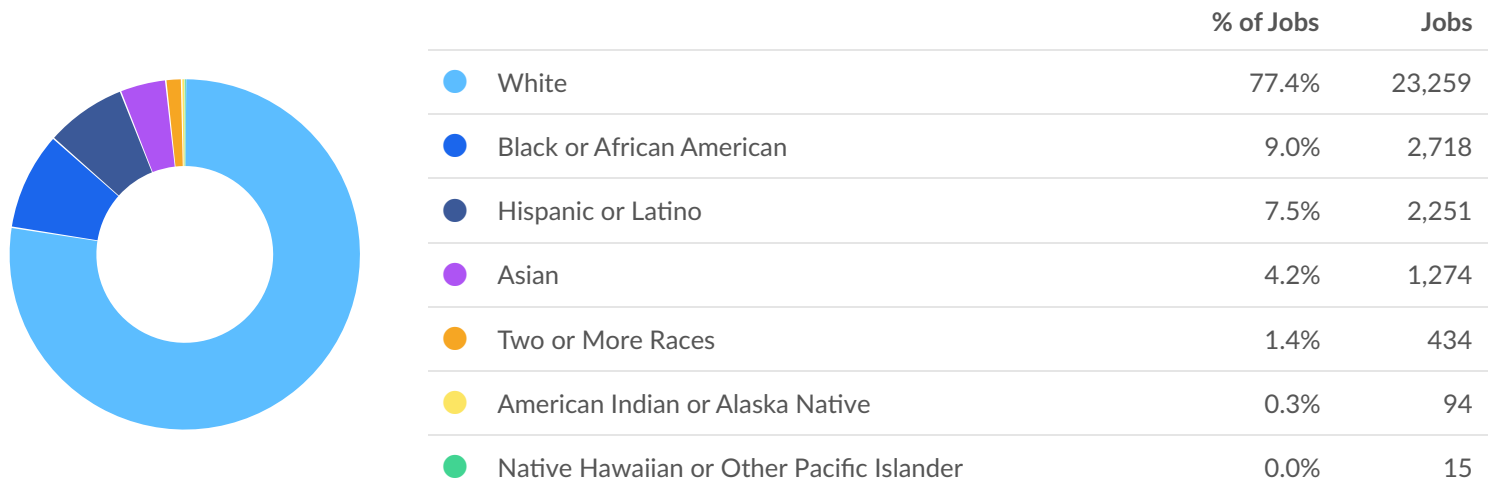 % of Jobs Jobs
White 77.4% 23,259
Black or African American 9.0% 2,718
Hispanic or Latino 7.5% 2,251
Asian 4.2% 1,274
Two or More Races 1.4% 434
American Indian or Alaska Native 0.3% 94
Native Hawaiian or Other Pacific Islander 0.0% 15